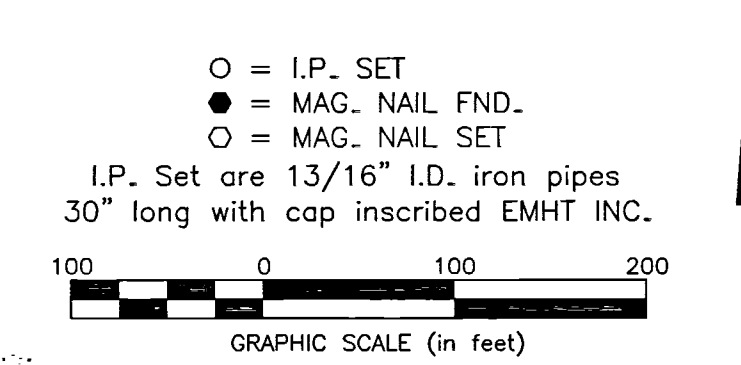 ○ = I.P. SET
⬢ = MAG. NAIL FND.
⬡ = MAG. NAIL SET
I.P. Set are 13/16" I.D. iron pipes
30" long with cap inscribed EMHT INC.
100 0 100 200
GRAPHIC SCALE (in feet)